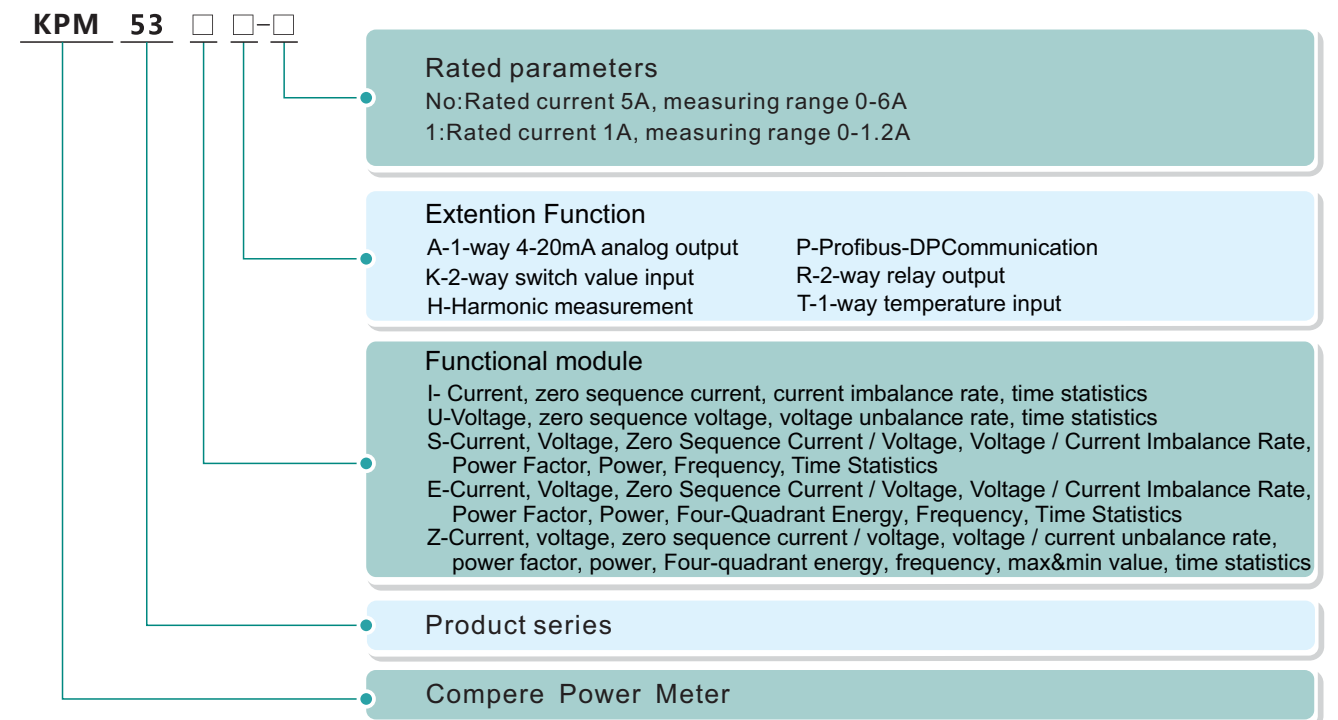 KPM 53 □ □-□
Rated parameters
No:Rated current 5A, measuring range 0-6A
1:Rated current 1A, measuring range 0-1.2A
Extention Function
A-1-way 4-20mA analog output
K-2-way switch value input
H-Harmonic measurement
P-Profibus-DPCommunication
R-2-way relay output
T-1-way temperature input
Functional module
I- Current, zero sequence current, current imbalance rate, time statistics
U-Voltage, zero sequence voltage, voltage unbalance rate, time statistics
S-Current, Voltage, Zero Sequence Current / Voltage, Voltage / Current Imbalance Rate,
Power Factor, Power, Frequency, Time Statistics
E-Current, Voltage, Zero Sequence Current / Voltage, Voltage / Current Imbalance Rate,
Power Factor, Power, Four-Quadrant Energy, Frequency, Time Statistics
Z-Current, voltage, zero sequence current / voltage, voltage / current unbalance rate,
power factor, power, Four-quadrant energy, frequency, max&min value, time statistics
Product series
Compere Power Meter